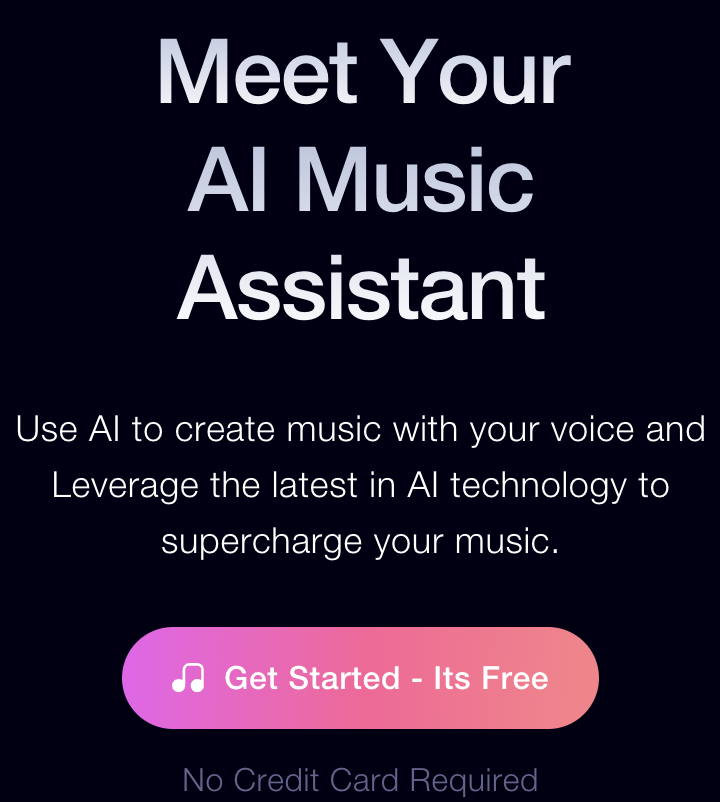 Meet Your
AI Music
Assistant
Use AI to create music with your voice and
Leverage the latest in AI technology to
supercharge your music.
Get Started - Its Free
No Credit Card Required